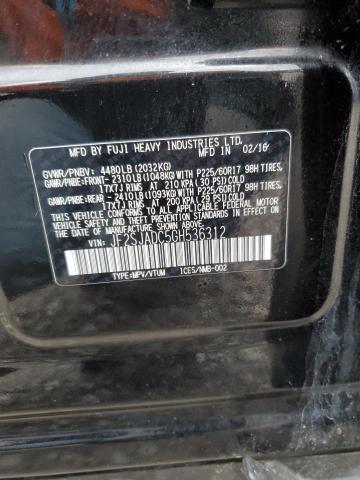 MFD BY FUJI HEAVY INDUSTRIES LTD.
IN 02/16
GVWR/PNBV: 4480LB (2032KG)
GAWR/PNBE:FRONT- 2310LB(1048KG)WITH P225/60R17 98H TIRES,
17X7J RIMS AT 210 KPA (30 PSI) COLD
GAWR/PNBE:REAR - 2410LB(1093KG)WITH P225/60R17 98H TIRES,
17X7J RIMS AT 200 KPA (29 PSI) COLD
THIS VEHICLE CONFORMS TO ALL APPLICABLE
FEDERAL MOTOR VEHICLE SAFETY, BUMPER, AND
THEFT PREVENTION STANDARDS IN EFFECT ON THE
DATE OF MANUFACTURE SHOWN ABOVE.
VIN: JF2SJADC5GH536312
TYPE:MPV/VTUM 1CES/NMB-002